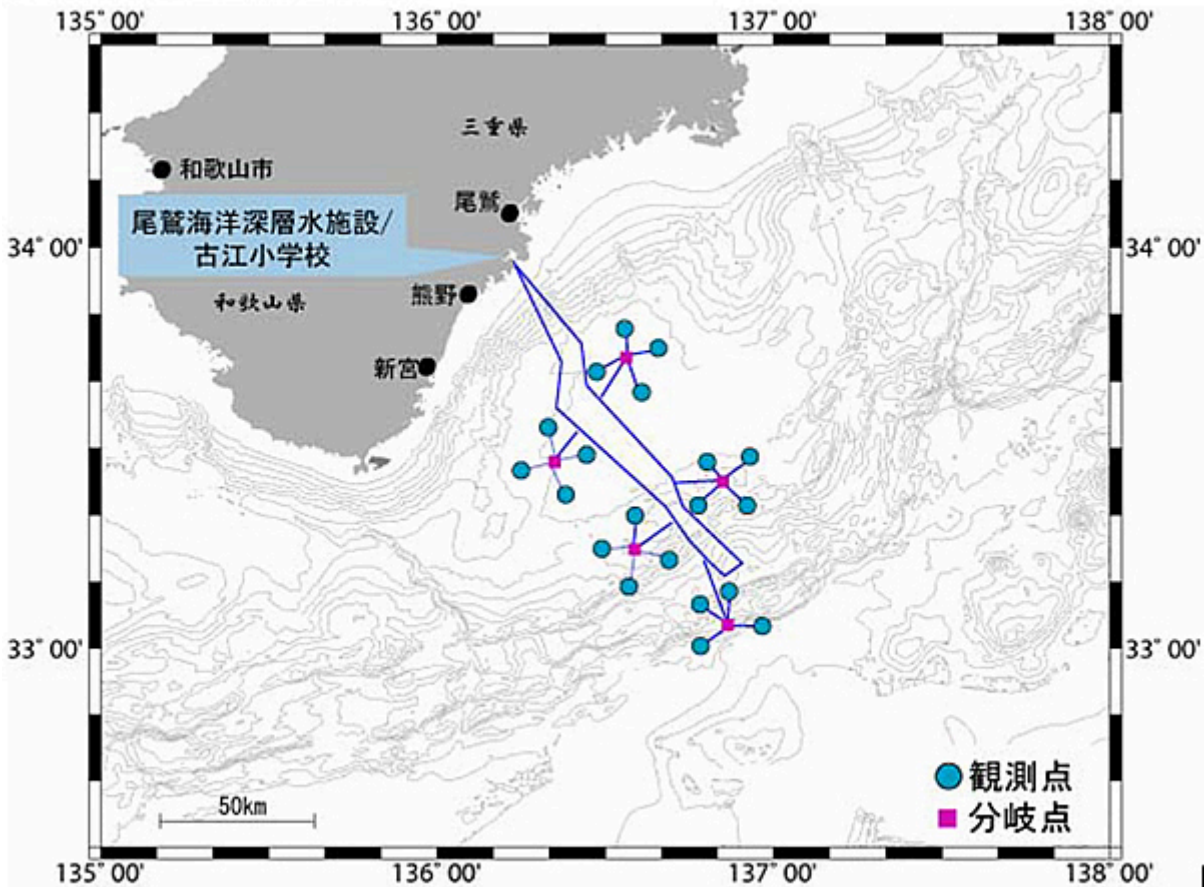 135° 00'
136° 00'
137° 00'
138° 00'
三重県
和歌山市
尾鷲
尾鷲海洋深層水施設/
古江小学校
34° 00'
34° 00'
熊野
和歌山県
新宮
33° 00'
33° 00'
観測点
50km
分岐点
135° 00'
136° 00'
137° 00'
138° 00'